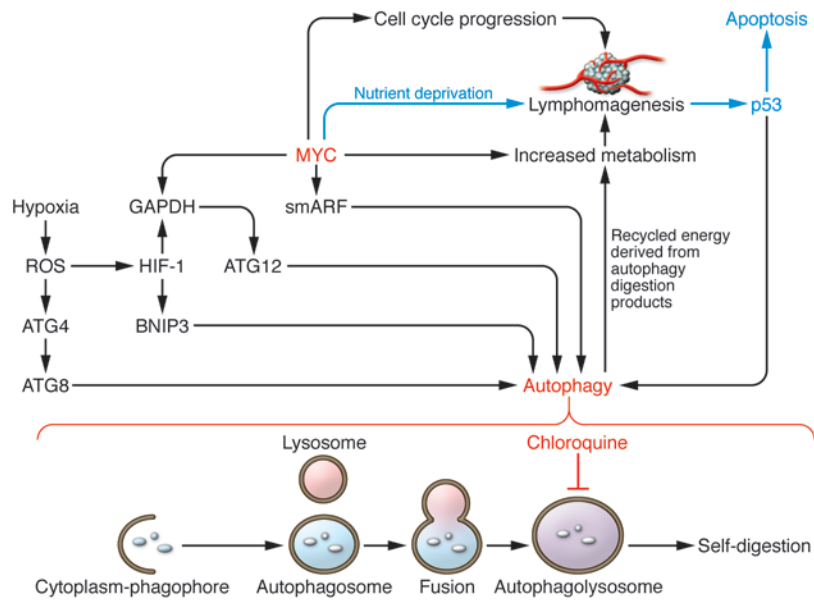 Cell cycle progression
Apoptosis
Nutrient deprivation
Lymphomagenesis
p53
MYC
Increased metabolism
Hypoxia
GAPDH
smARF
Recycled energy
derived from
autophagy
digestion
products
ROS
HIF-1
ATG12
ATG4
BNIP3
ATG8
Autophagy
Lysosome
Chloroquine
Self-digestion
Cytoplasm-phagophore
Autophagosome
Fusion
Autophagolysosome